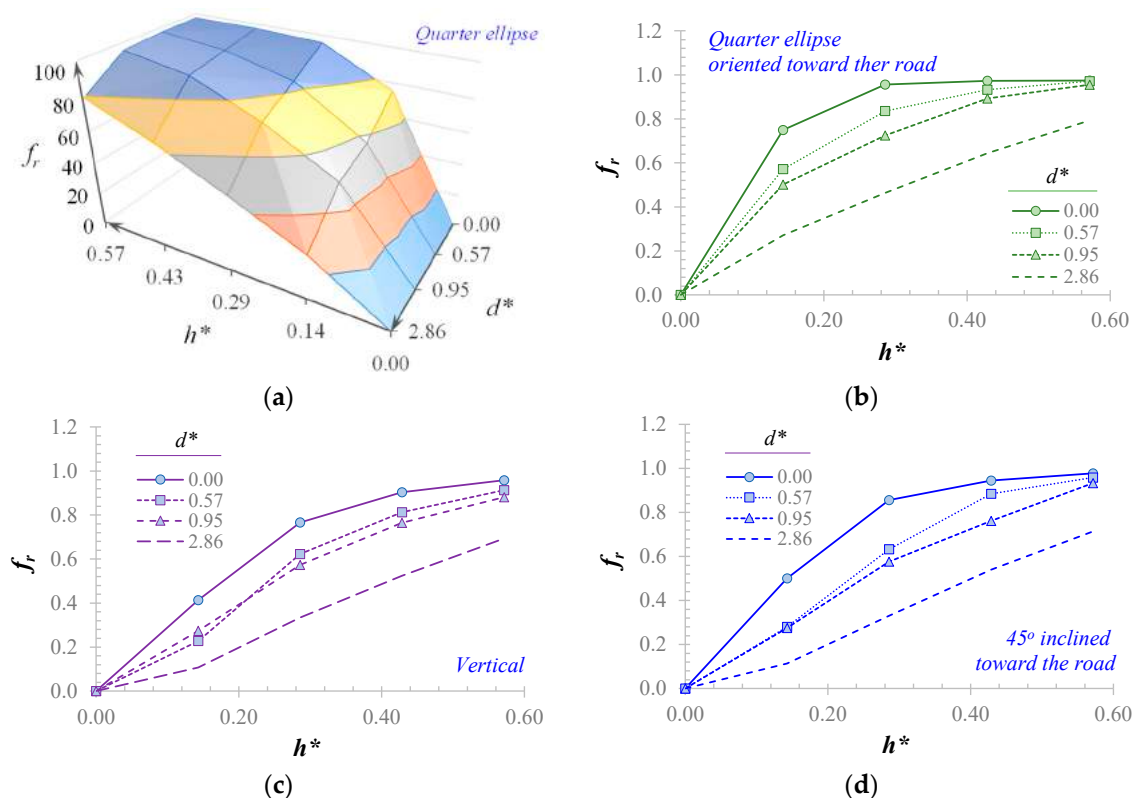 Quarter ellipse
100
80
60
40
20
0
f_r
0.57
0.43
0.29
0.14
0.00
h*
0.00
0.57
0.95
2.86
d*
(a)
Quarter ellipse
oriented toward ther road
1.2
1.0
0.8
0.6
0.4
0.2
0.0
f_r
d*
0.00
0.57
0.95
2.86
0.00 0.20 0.40 0.60
h*
(b)
1.2
1.0
0.8
0.6
0.4
0.2
0.0
f_r
d*
0.00
0.57
0.95
2.86
Vertical
0.00 0.20 0.40 0.60
h*
(c)
1.2
1.0
0.8
0.6
0.4
0.2
0.0
f_r
d*
0.00
0.57
0.95
2.86
45º inclined
toward the road
0.00 0.20 0.40 0.60
h*
(d)